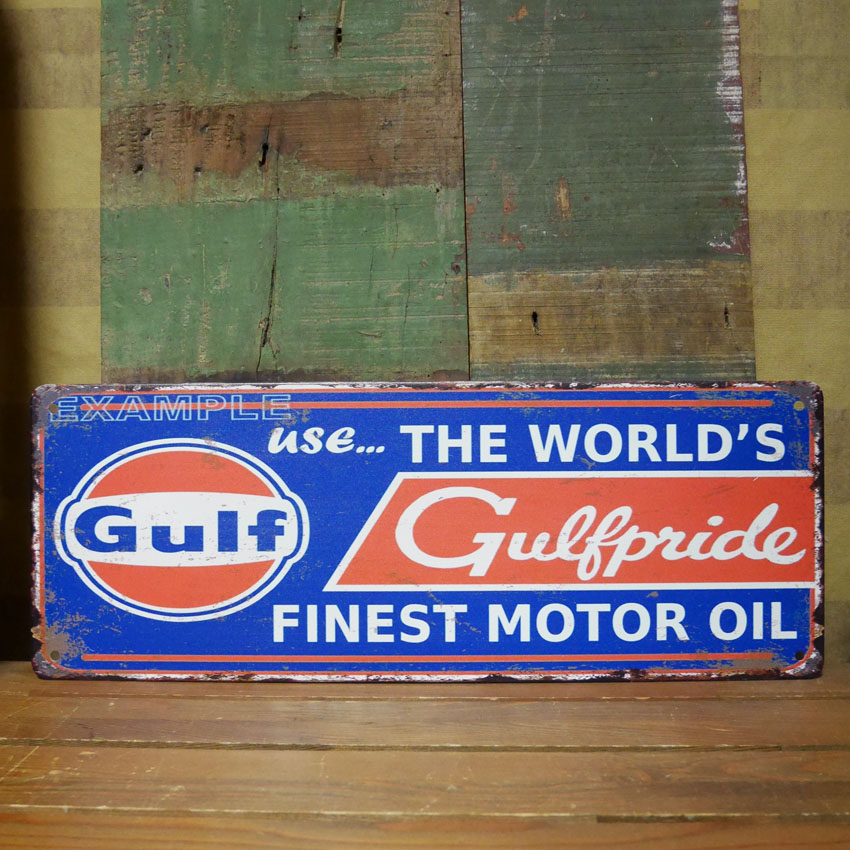 EXAMPLE
use... THE WORLD'S
Gulf
Gulfpride
FINEST MOTOR OIL